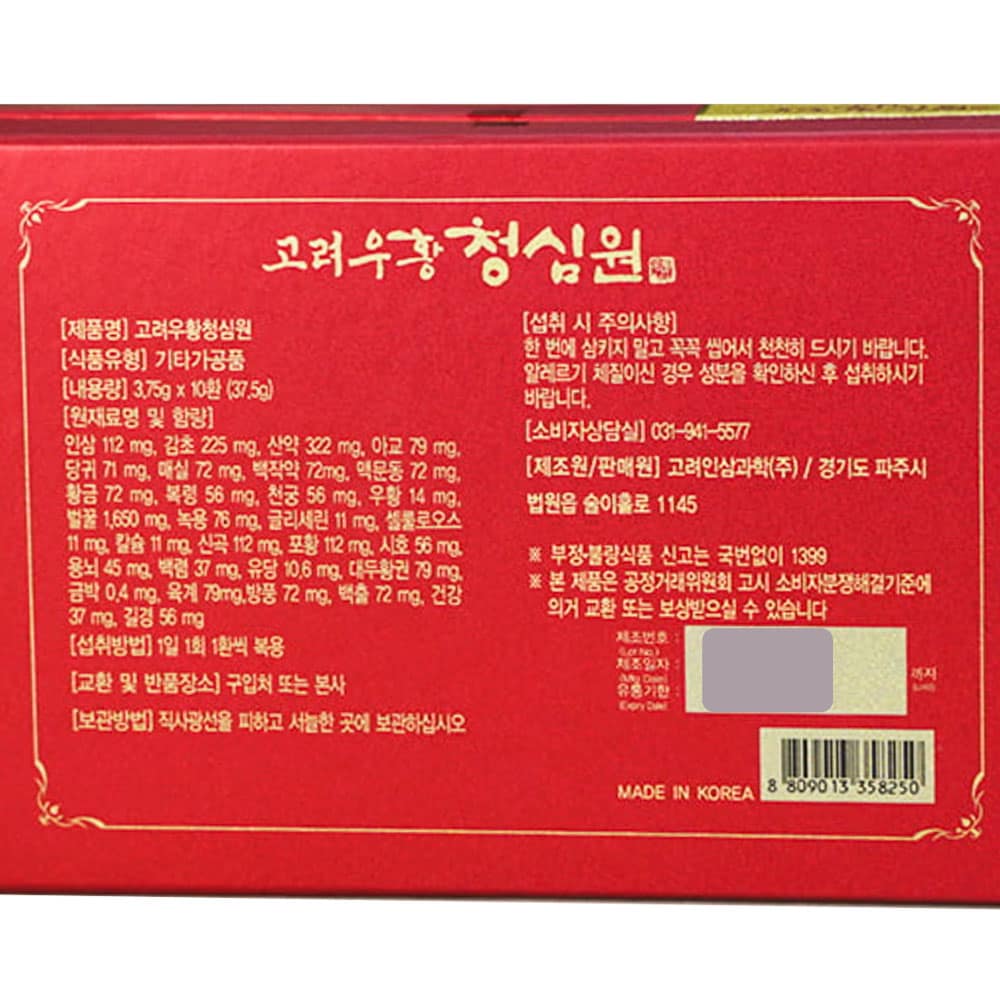 고려우황청심원
[제품명] 고려우황청심원
[식품유형] 기타가공품
[내용량] 3.75g x 10환 (37.5g)
[원재료명 및 함량]
인삼 112 mg, 감초 225 mg, 산약 322 mg, 아교 79 mg,
당귀 71 mg, 매실 72 mg, 백작약 72mg, 맥문동 72 mg,
황금 72 mg, 복령 56 mg, 천궁 56 mg, 우황 14 mg,
벌꿀 1,650 mg, 녹용 76 mg, 글리세린 11 mg, 셀룰로오스
11 mg, 칼슘 11 mg, 신곡 112 mg, 포황 112 mg, 시호 56 mg,
용뇌 45 mg, 백렴 37 mg, 유당 10,6 mg, 대두황권 79 mg,
금박 0,4 mg, 육계 79mg,방풍 72 mg, 백출 72 mg, 건강
37 mg, 길경 56 mg
[섭취방법] 1일 1회 1환씩 복용
[교환 및 반품장소] 구입처 또는 본사
[보관방법] 직사광선을 피하고 서늘한 곳에 보관하십시오
[섭취 시 주의사항]
한 번에 삼키지 말고 꼭꼭 씹어서 천천히 드시기 바랍니다.
알레르기 체질이신 경우 성분을 확인하신 후 섭취하시기
바랍니다.
[소비자상담실] 031-941-5577
[제조원/판매원] 고려인삼과학(주) / 경기도 파주시
법원읍 술이홀로 1145
※ 부정•불량식품 신고는 국번없이 1399
※ 본 제품은 공정거래위원회 고시 소비자분쟁해결기준에
의거 교환 또는 보상받으실 수 있습니다
제조번호 :
(Lot No.)
제조일자 :
(Mfg Date)
유통기한 :
(Expiry Date)
까지
MADE IN KOREA
8 809013 358250